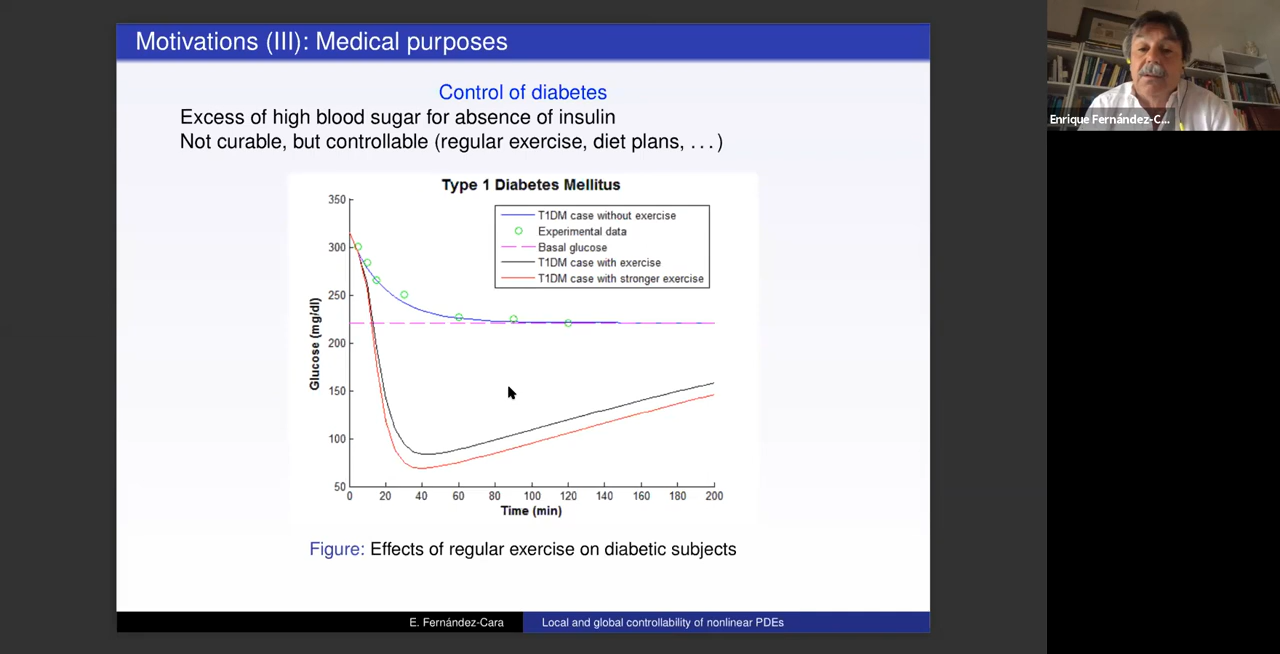 Motivations (III): Medical purposes
Control of diabetes
Excess of high blood sugar for absence of insulin
Not curable, but controllable (regular exercise, diet plans, . . . )
Type 1 Diabetes Mellitus
T1DM case without exercise
Experimental data
Basal glucose
T1DM case with exercise
T1DM case with stronger exercise
350
300
250
200
150
100
50
Glucose (mg/dl)
0 20 40 60 80 100 120 140 160 180 200
Time (min)
Figure: Effects of regular exercise on diabetic subjects
E. Fernández-Cara
Local and global controllability of nonlinear PDEs
Enrique Fernández-C...